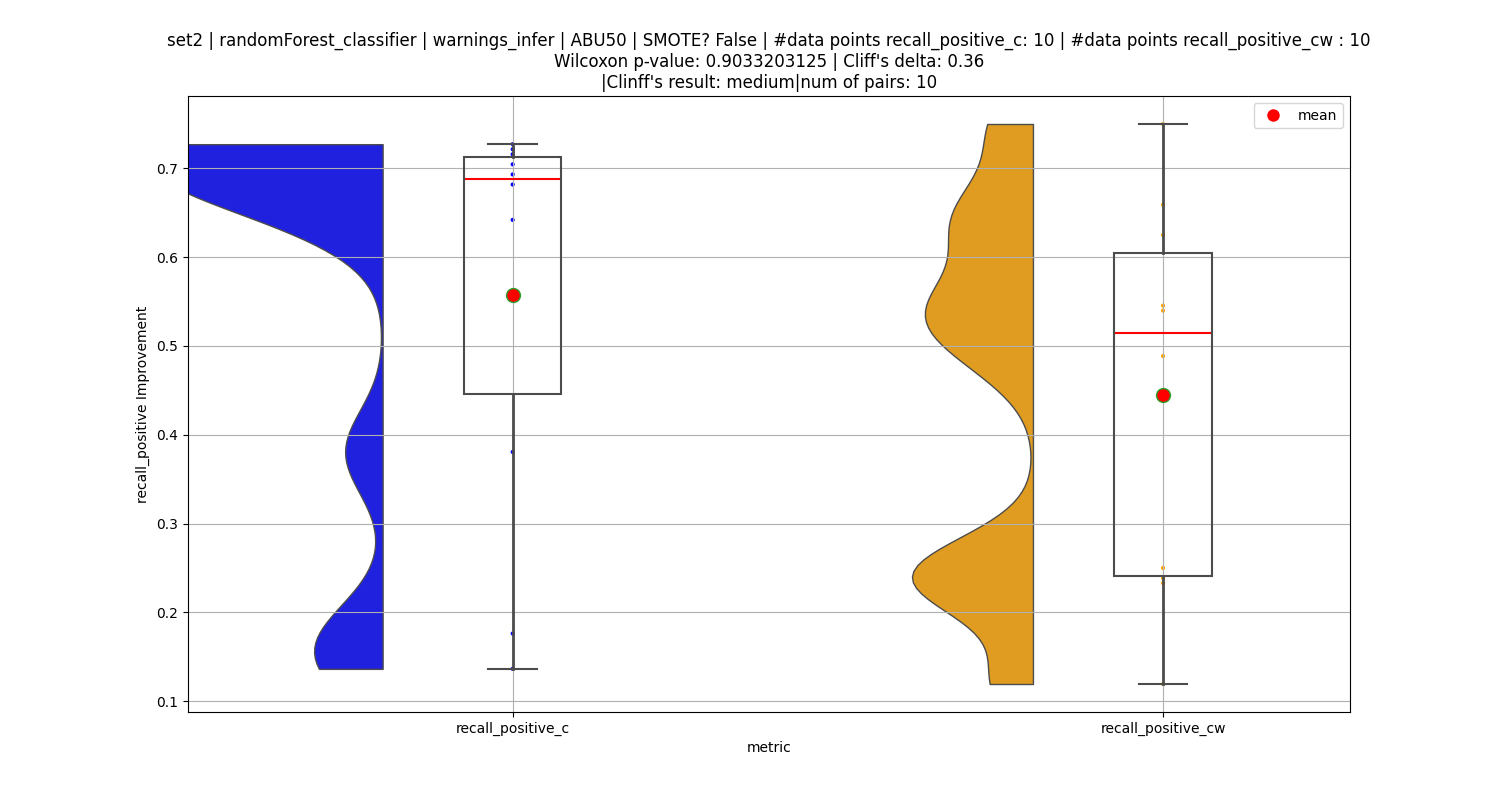 set2 | randomForest_classifier | warnings_infer | ABU50 | SMOTE? False | #data points recall_positive_c: 10 | #data points recall_positive_cw : 10
Wilcoxon p-value: 0.9033203125 | Cliff's delta: 0.36
|Clinff's result: medium|num of pairs: 10
mean
recall_positive Improvement
0.7
0.6
0.5
0.4
0.3
0.2
0.1
recall_positive_c
recall_positive_cw
metric